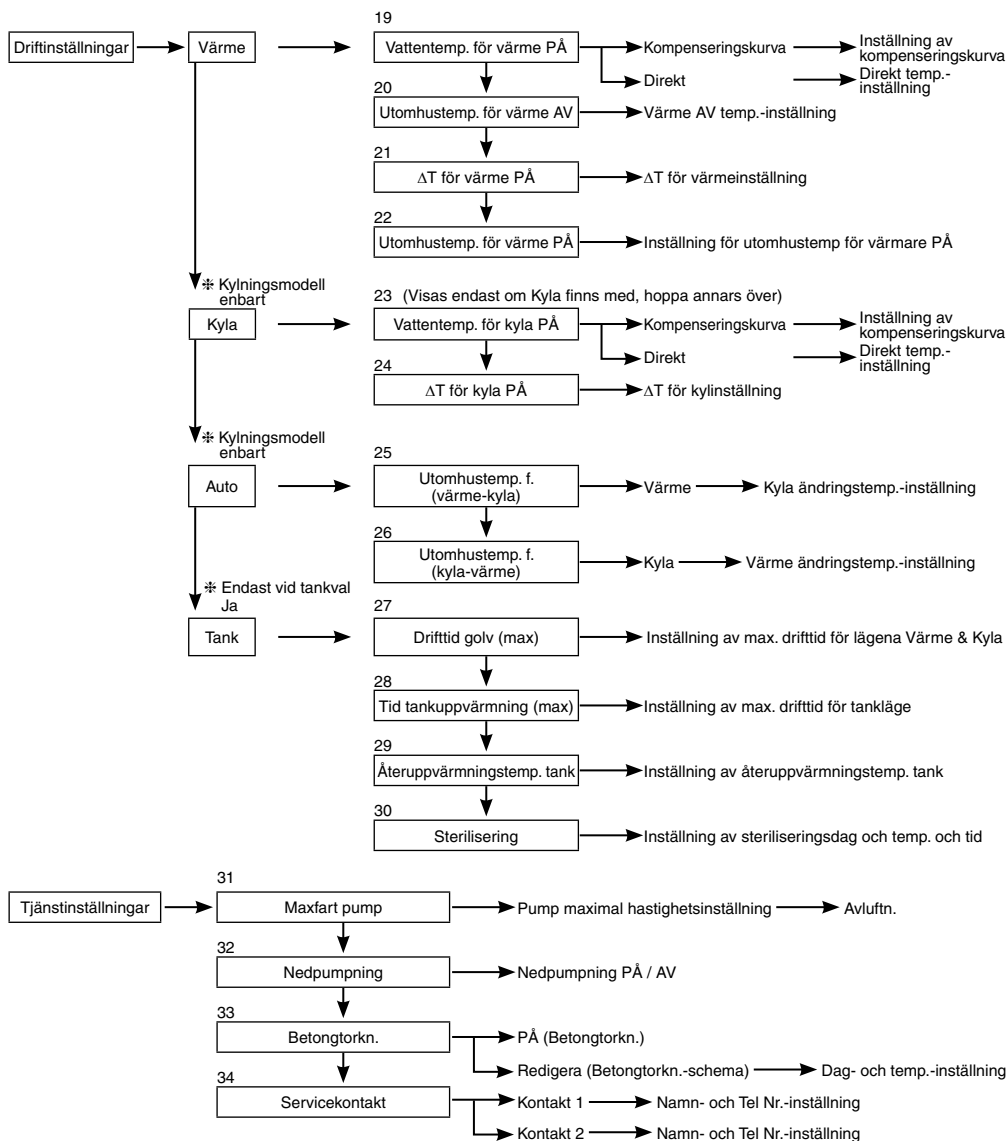 19
Driftinställningar
Värme
Vattentemp. för värme PÅ
Kompenseringskurva
Inställning av
kompenseringskurva
Direkt
Direkt temp.-
inställning
20
Utomhustemp. för värme AV
Värme AV temp.-inställning
21
ΔT för värme PÅ
ΔT för värmeinställning
22
Utomhustemp. för värme PÅ
Inställning för utomhustemp för värmare PÅ
❉ Kylningsmodell
enbart
23 (Visas endast om Kyla finns med, hoppa annars över)
Kyla
Vattentemp. för kyla PÅ
Kompenseringskurva
Inställning av
kompenseringskurva
Direkt
Direkt temp.-
inställning
24
ΔT för kyla PÅ
ΔT för kylinställning
❉ Kylningsmodell
enbart
25
Auto
Utomhustemp. f.
(värme-kyla)
Värme
Kyla ändringstemp.-inställning
26
Utomhustemp. f.
(kyla-värme)
Kyla
Värme ändringstemp.-inställning
❉ Endast vid tankval
Ja
27
Tank
Drifttid golv (max)
Inställning av max. drifttid för lägena Värme & Kyla
28
Tid tankuppvärmning (max)
Inställning av max. drifttid för tankläge
29
Återuppvärmningstemp. tank
Inställning av återuppvärmningstemp. tank
30
Sterilisering
Inställning av steriliseringsdag och temp. och tid
31
Tjänstinställningar
Maxfart pump
Pump maximal hastighetsinställning
Avluftn.
32
Nedpumpning
Nedpumpning PÅ / AV
33
Betongtorkn.
PÅ (Betongtorkn.)
Redigera (Betongtorkn.-schema)
Dag- och temp.-inställning
34
Servicekontakt
Kontakt 1
Namn- och Tel Nr.-inställning
Kontakt 2
Namn- och Tel Nr.-inställning